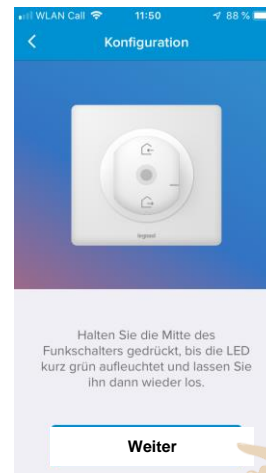 WLAN Call 11:50 88 %
Konfiguration
legrand
Halten Sie die Mitte des
Funkschalters gedrückt, bis die LED
kurz grün aufleuchtet und lassen Sie
ihn dann wieder los.
Weiter